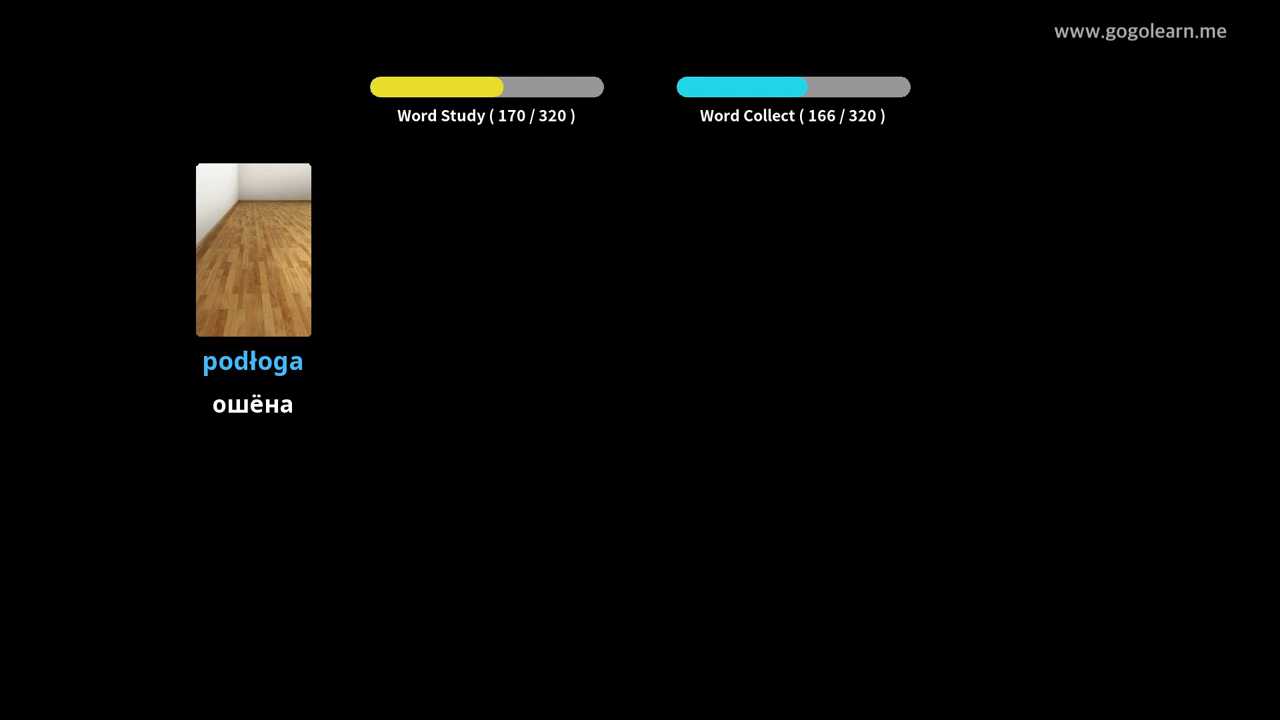 www.gogolearn.me
Word Study ( 170 / 320 )
Word Collect ( 166 / 320 )
podłoga
ошёна